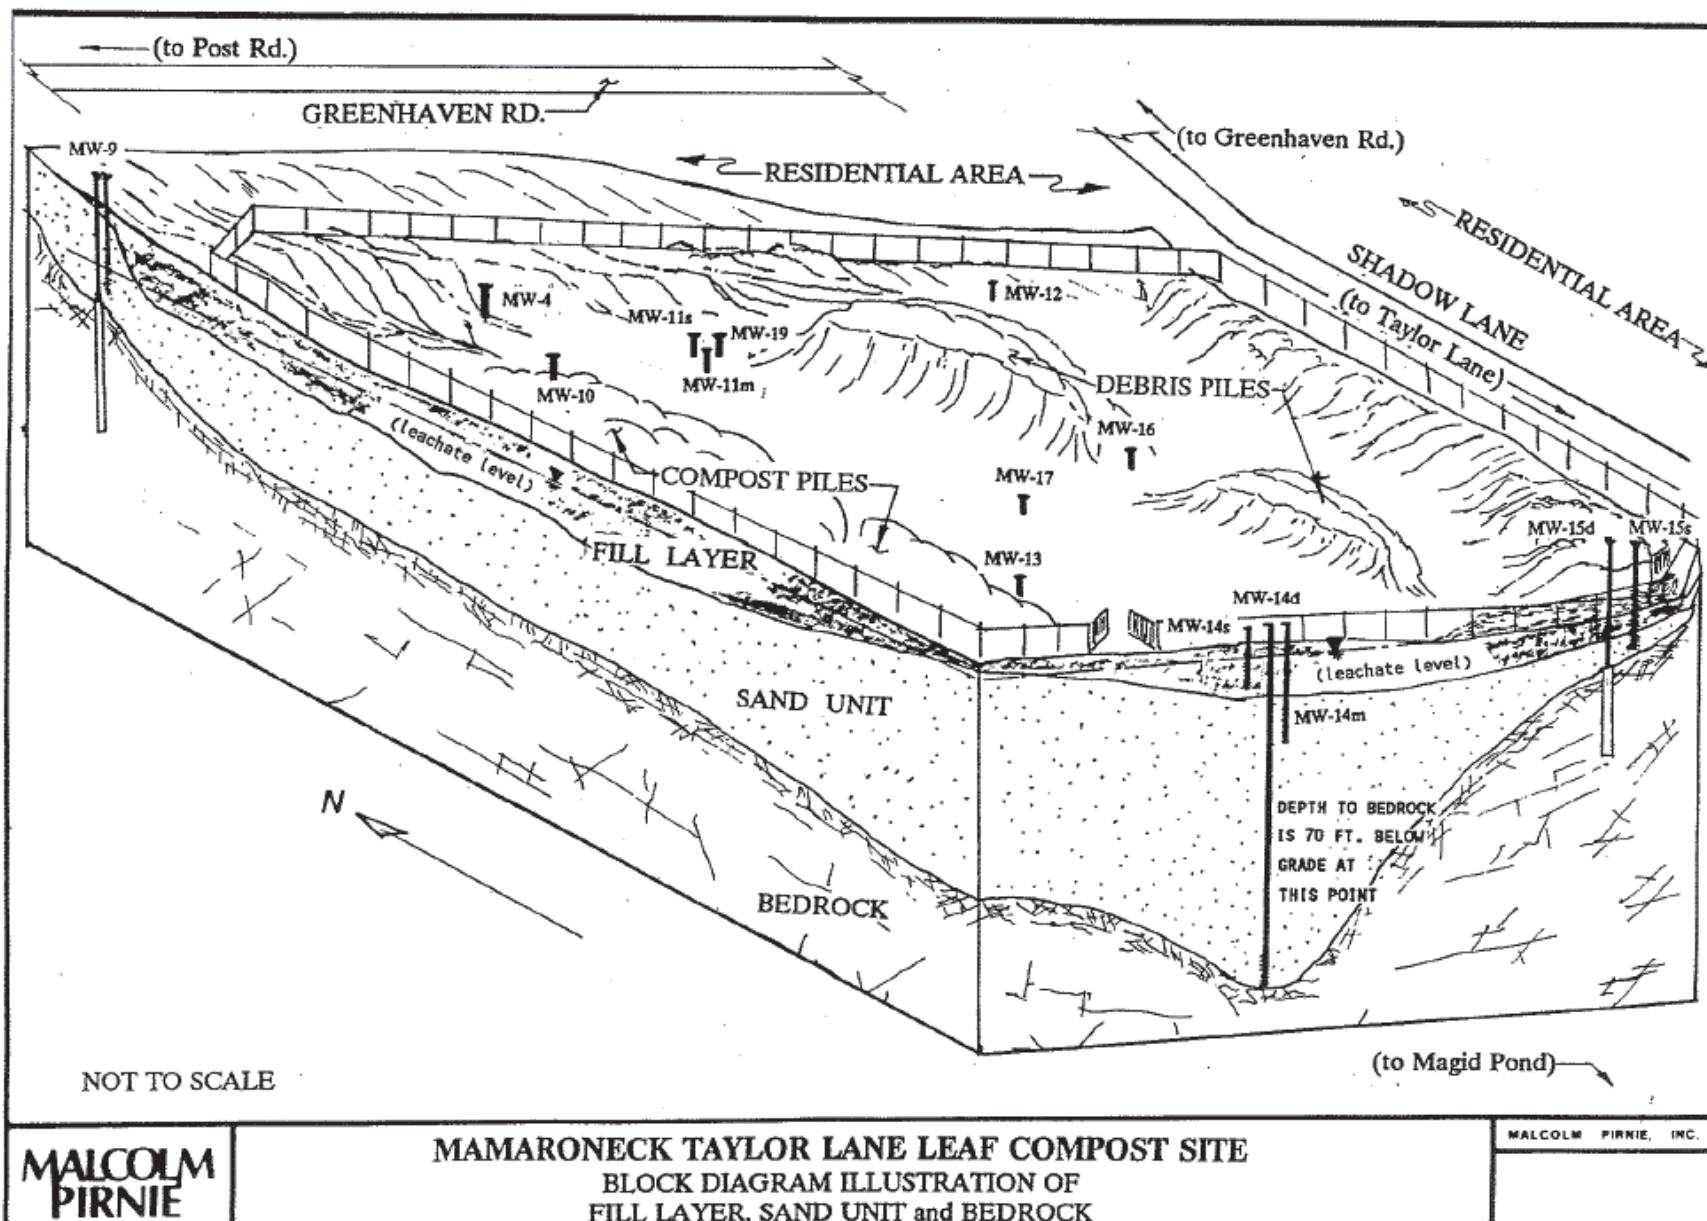 (to Post Rd.)
GREENHAVEN RD.
(to Greenhaven Rd.)
MW-9
RESIDENTIAL AREA
RESIDENTIAL AREA
SHADOW LANE
(to Taylor Lane)
MW-4
MW-12
MW-11s
MW-19
MW-11m
MW-10
DEBRIS PILES
MW-16
(leachate level)
COMPOST PILES
MW-17
MW-15d
MW-15s
FILL LAYER
MW-13
MW-14d
MW-14s
(leachate level)
SAND UNIT
MW-14m
N
DEPTH TO BEDROCK
IS 70 FT. BELOW
GRADE AT
THIS POINT
BEDROCK
(to Magid Pond)
NOT TO SCALE
MALCOLM
PIRNIE
MAMARONECK TAYLOR LANE LEAF COMPOST SITE
BLOCK DIAGRAM ILLUSTRATION OF
FILL LAYER, SAND UNIT and BEDROCK
MALCOLM PIRNIE, INC.